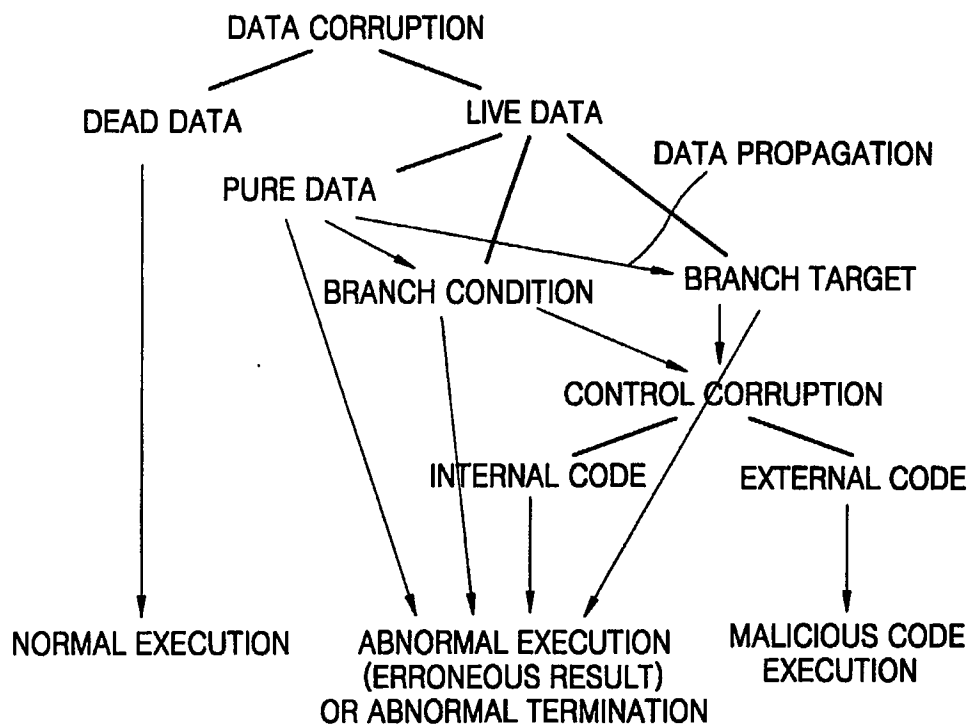 DATA CORRUPTION
DEAD DATA
LIVE DATA
DATA PROPAGATION
PURE DATA
BRANCH CONDITION
BRANCH TARGET
CONTROL CORRUPTION
INTERNAL CODE
EXTERNAL CODE
NORMAL EXECUTION
ABNORMAL EXECUTION
(ERRONEOUS RESULT)
OR ABNORMAL TERMINATION
MALICIOUS CODE
EXECUTION